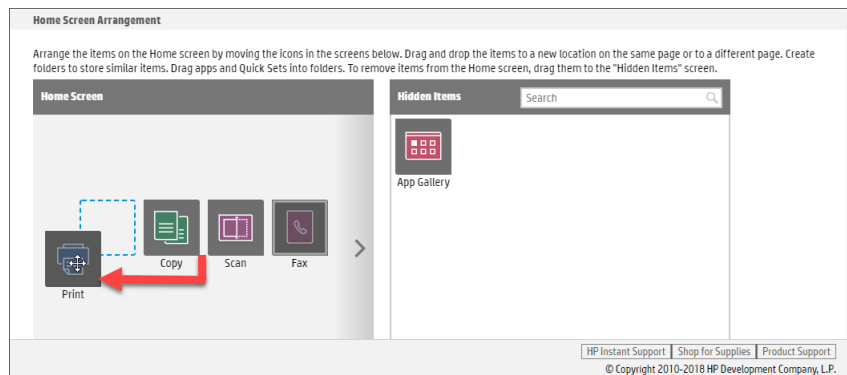 Home Screen Arrangement
Arrange the items on the Home screen by moving the icons in the screens below. Drag and drop the items to a new location on the same page or to a different page. Create
folders to store similar items. Drag apps and Quick Sets into folders. To remove items from the Home screen, drag them to the "Hidden Items" screen.
Home Screen
Hidden Items
Search
App Gallery
Copy
Scan
Fax
Print
HP Instant Support
Shop for Supplies
Product Support
© Copyright 2010-2018 HP Development Company, L.P.